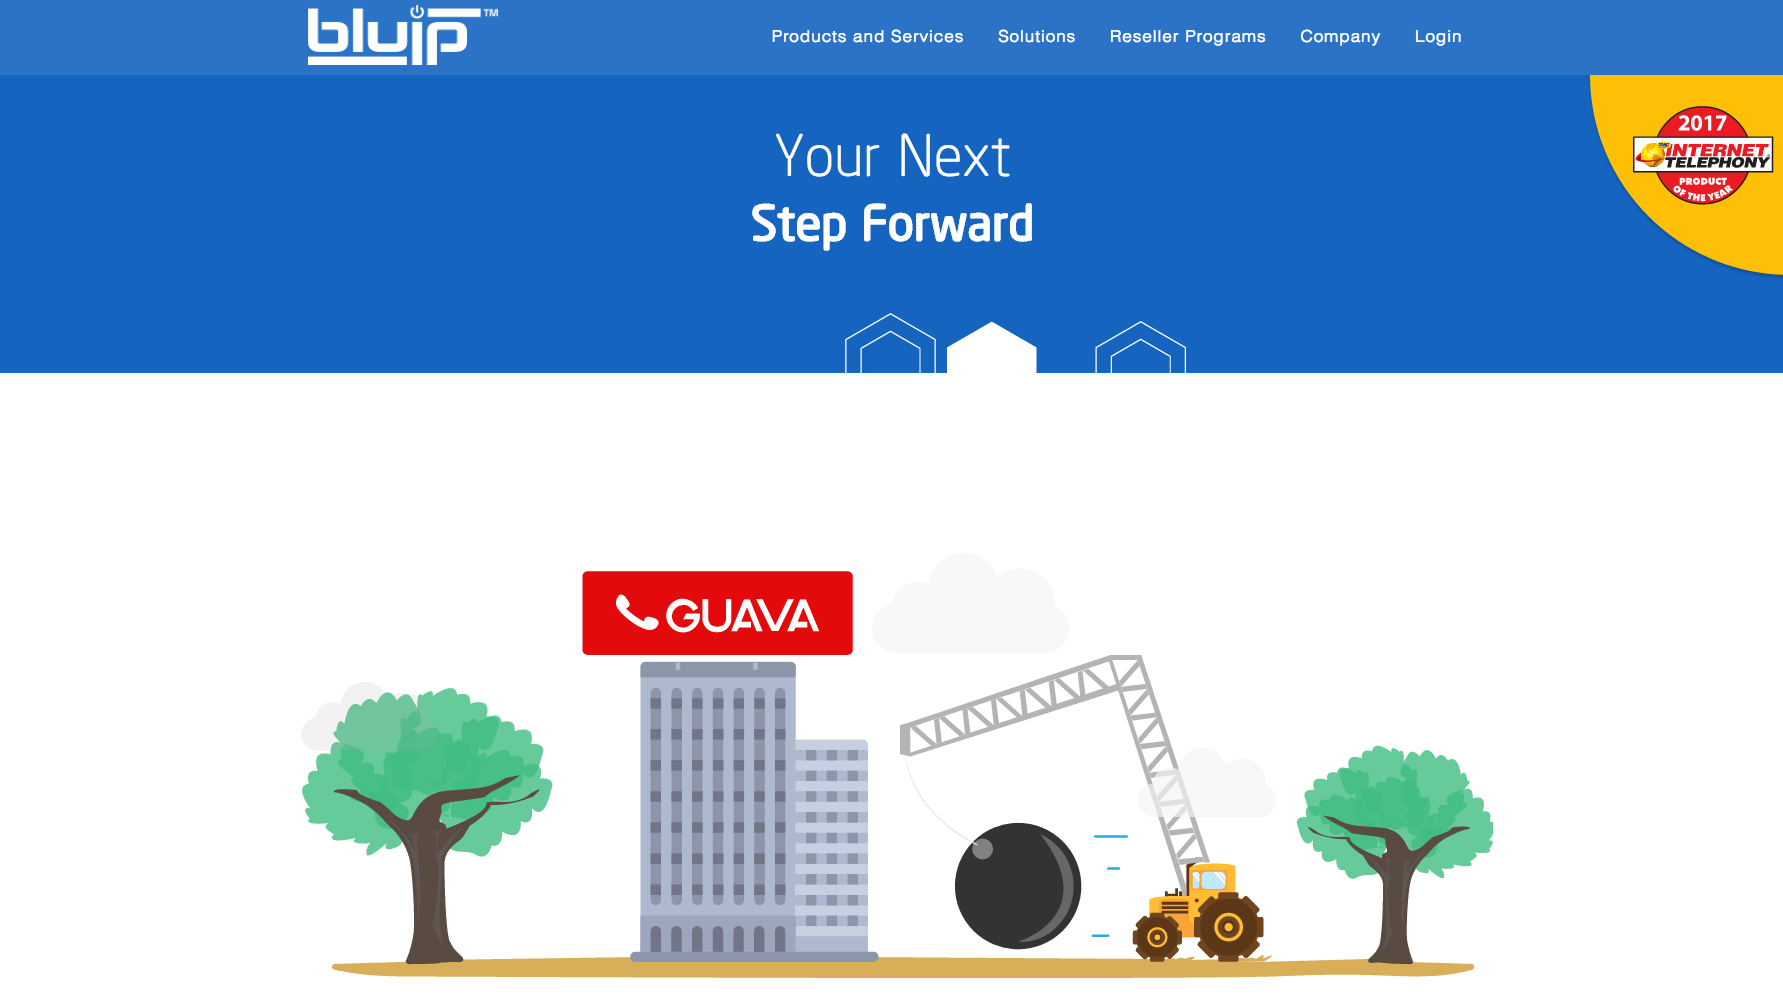 bluip™
Products and Services
Solutions
Reseller Programs
Company
Login
Your Next
Step Forward
2017
TMC
INTERNET
TELEPHONY
PRODUCT
OF THE YEAR
GUAVA